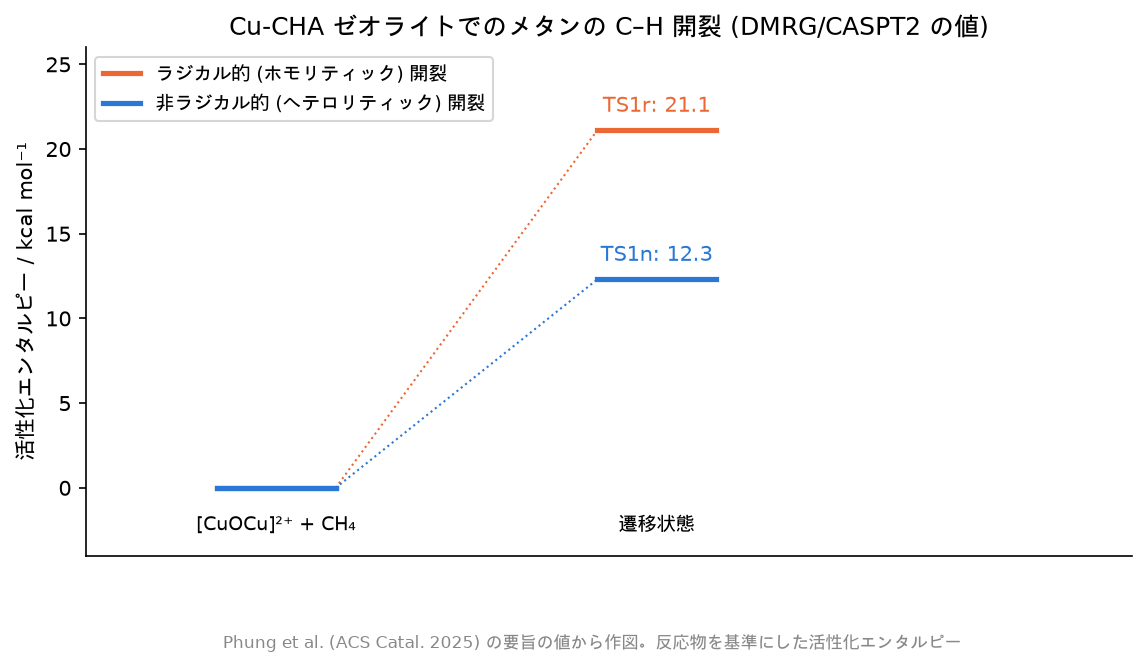 Cu-CHA ゼオライトでのメタンの C–H 開裂 (DMRG/CASPT2 の値)
活性化エンタルピー / kcal mol⁻¹
25
20
15
10
5
0
ラジカル的 (ホモリティック) 開裂
非ラジカル的 (ヘテロリティック) 開裂
TS1r: 21.1
TS1n: 12.3
[CuOCu]²⁺ + CH₄
遷移状態
Phung et al. (ACS Catal. 2025) の要旨の値から作図。反応物を基準にした活性化エンタルピー